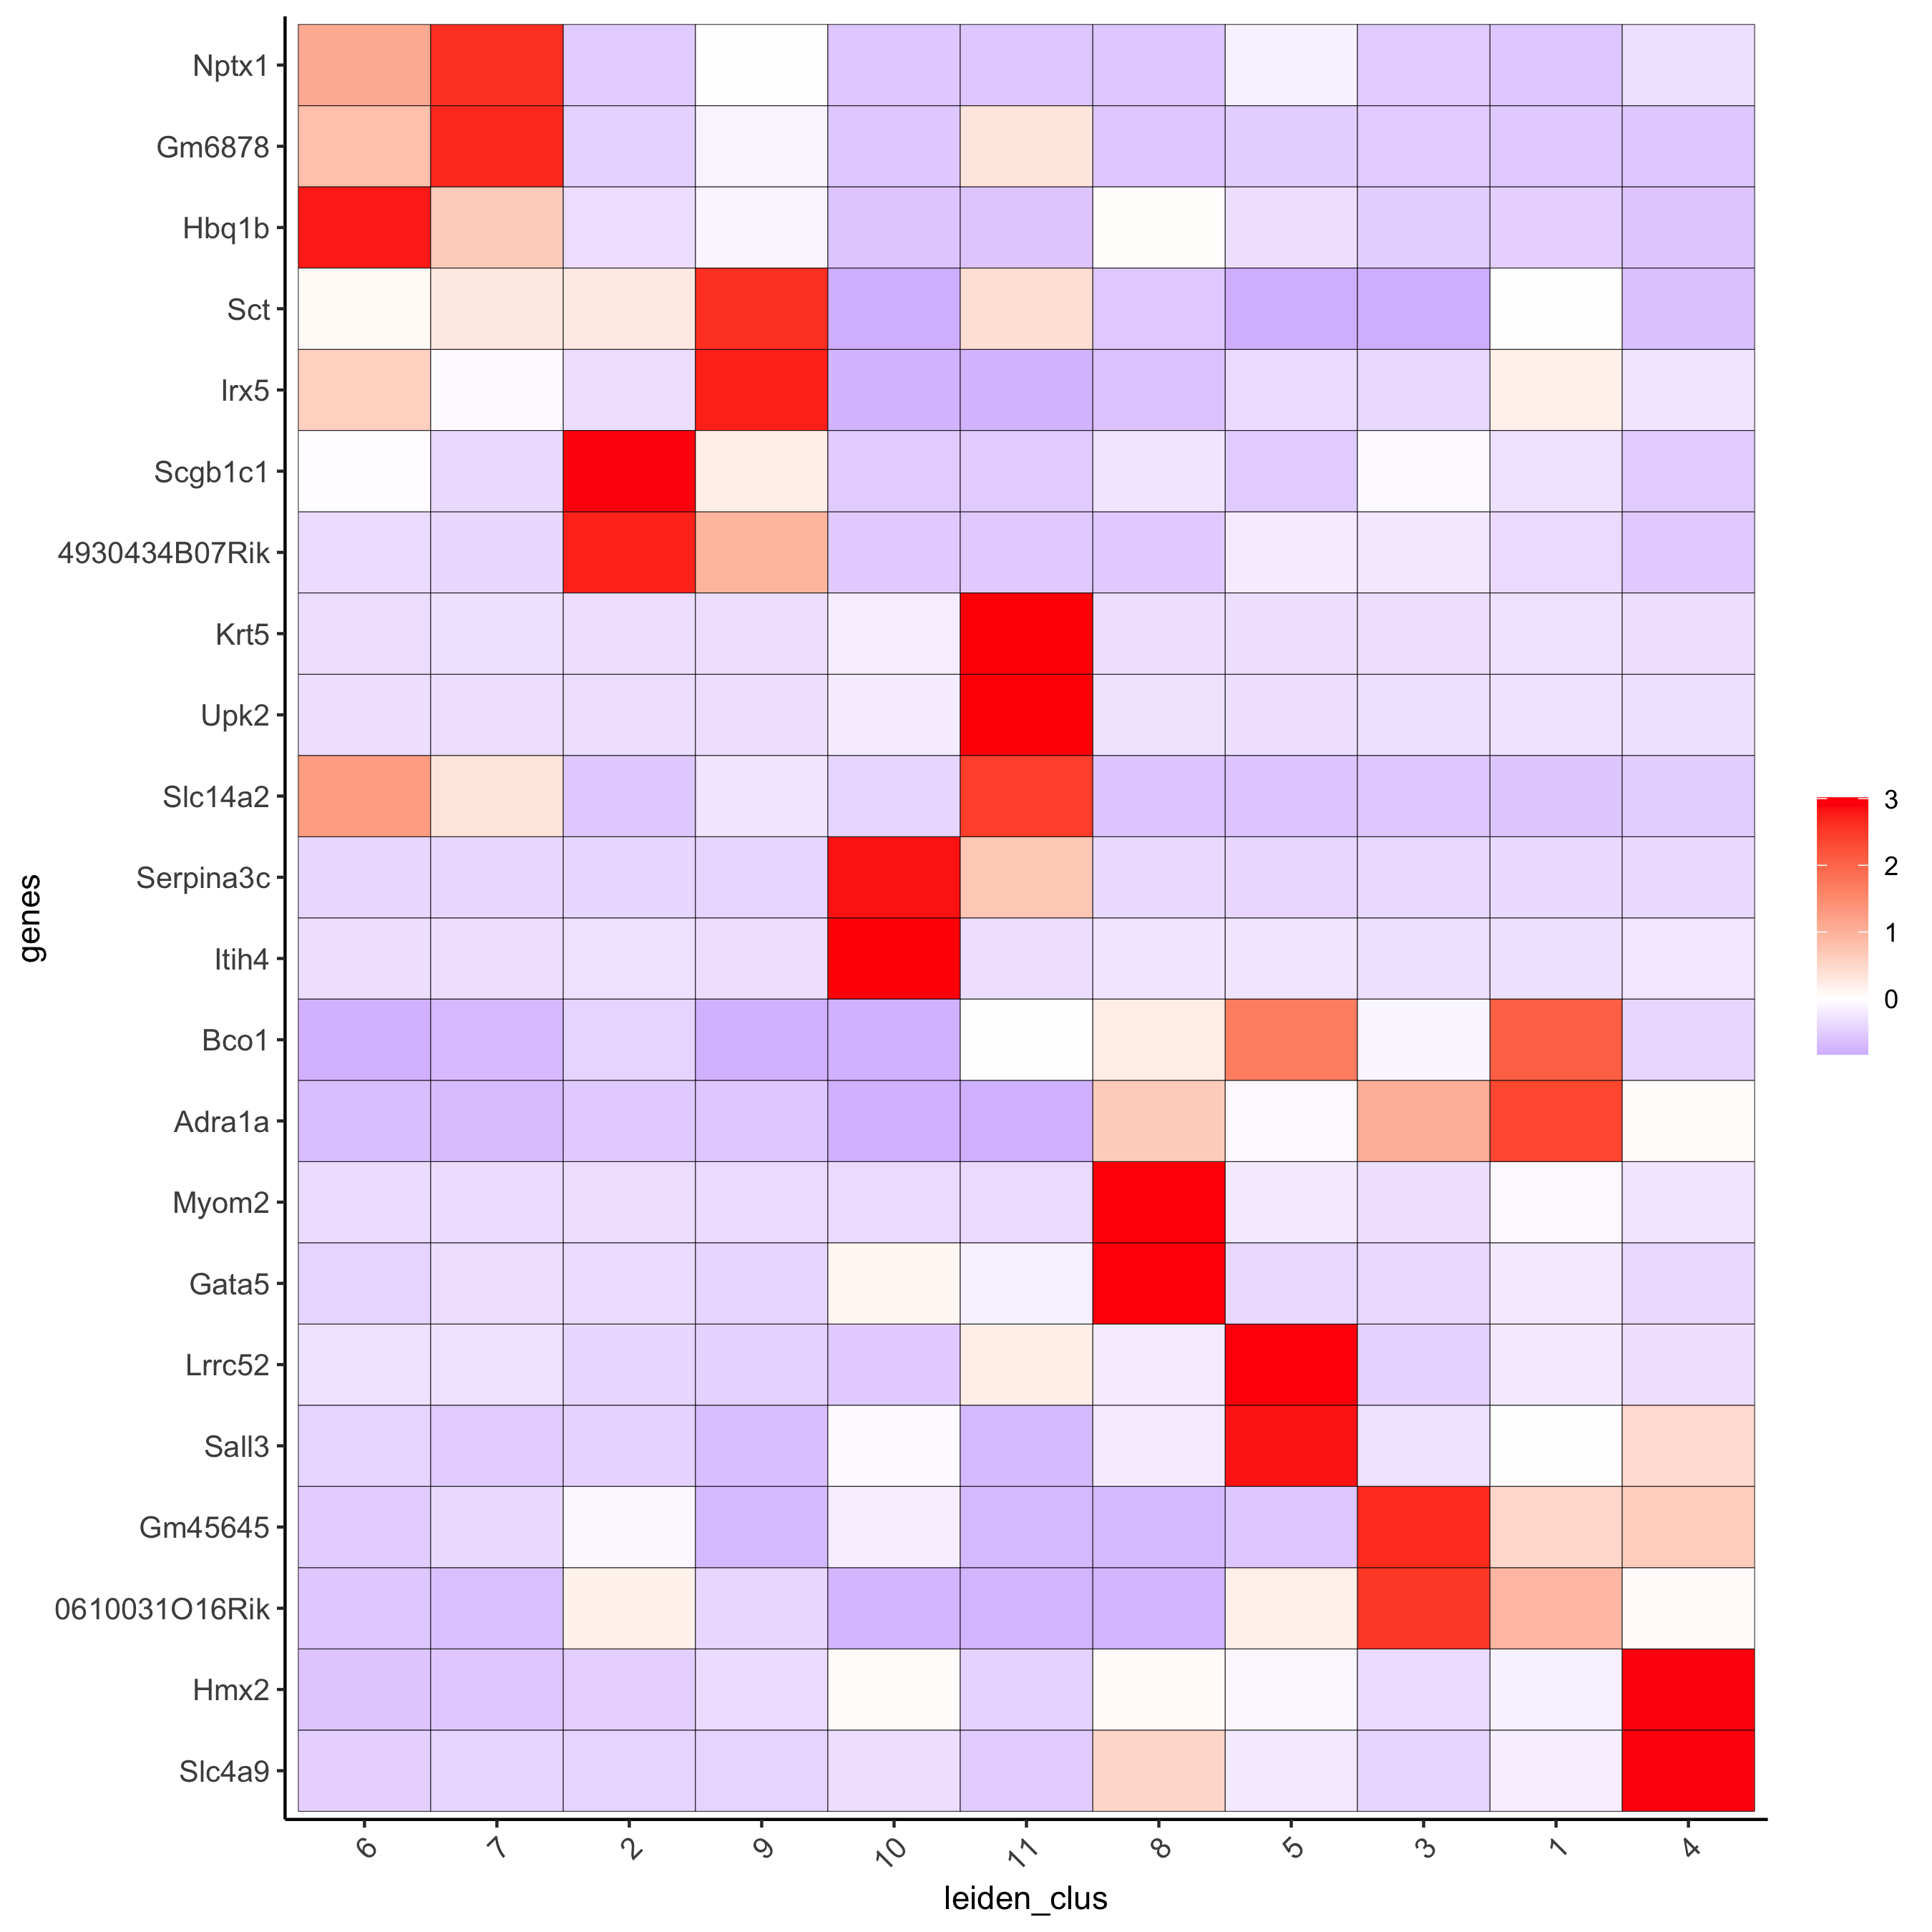 Nptx1
Gm6878
Hbq1b
Sct
Irx5
Scgb1c1
4930434B07Rik
Krt5
Upk2
Slc14a2
Serpina3c
Itih4
Bco1
Adra1a
Myom2
Gata5
Lrrc52
Sall3
Gm45645
0610031O16Rik
Hmx2
Slc4a9
genes
6 7 2 9 10 11 8 5 3 1 4
leiden_clus
3
2
1
0